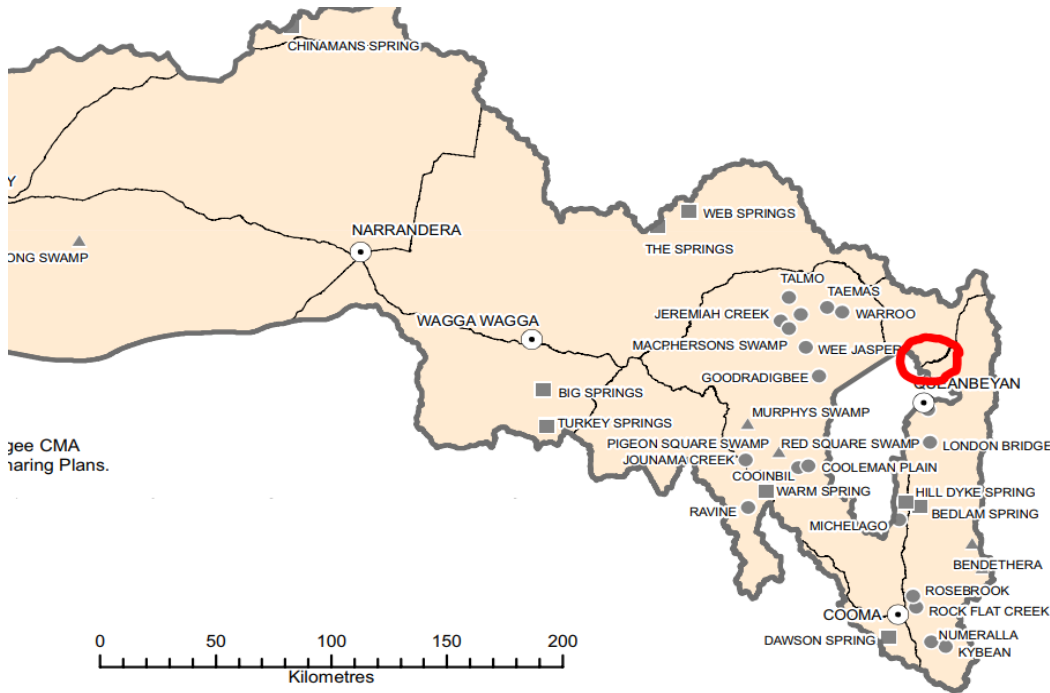 CHINAMANS SPRING
Y
NARRANDERA
ONG SWAMP
WEB SPRINGS
THE SPRINGS
TALMO
TAEMAS
JEREMIAH CREEK
WARROO
WAGGA WAGGA
MACPHERSONS SWAMP
WEE JASPER
GOODRADIGBEE
QUEANBEYAN
BIG SPRINGS
MURPHYS SWAMP
TURKEY SPRINGS
gee CMA
haring Plans.
PIGEON SQUARE SWAMP
RED SQUARE SWAMP
LONDON BRIDGE
JOUNAMA CREEK
COOINBIL
COOLEMAN PLAIN
WARM SPRING
HILL DYKE SPRING
RAVINE
BEDLAM SPRING
MICHELAGO
BENDETHERA
ROSEBROOK
COOMA
ROCK FLAT CREEK
DAWSON SPRING
NUMERALLA
KYBEAN
0 50 100 150 200
Kilometres